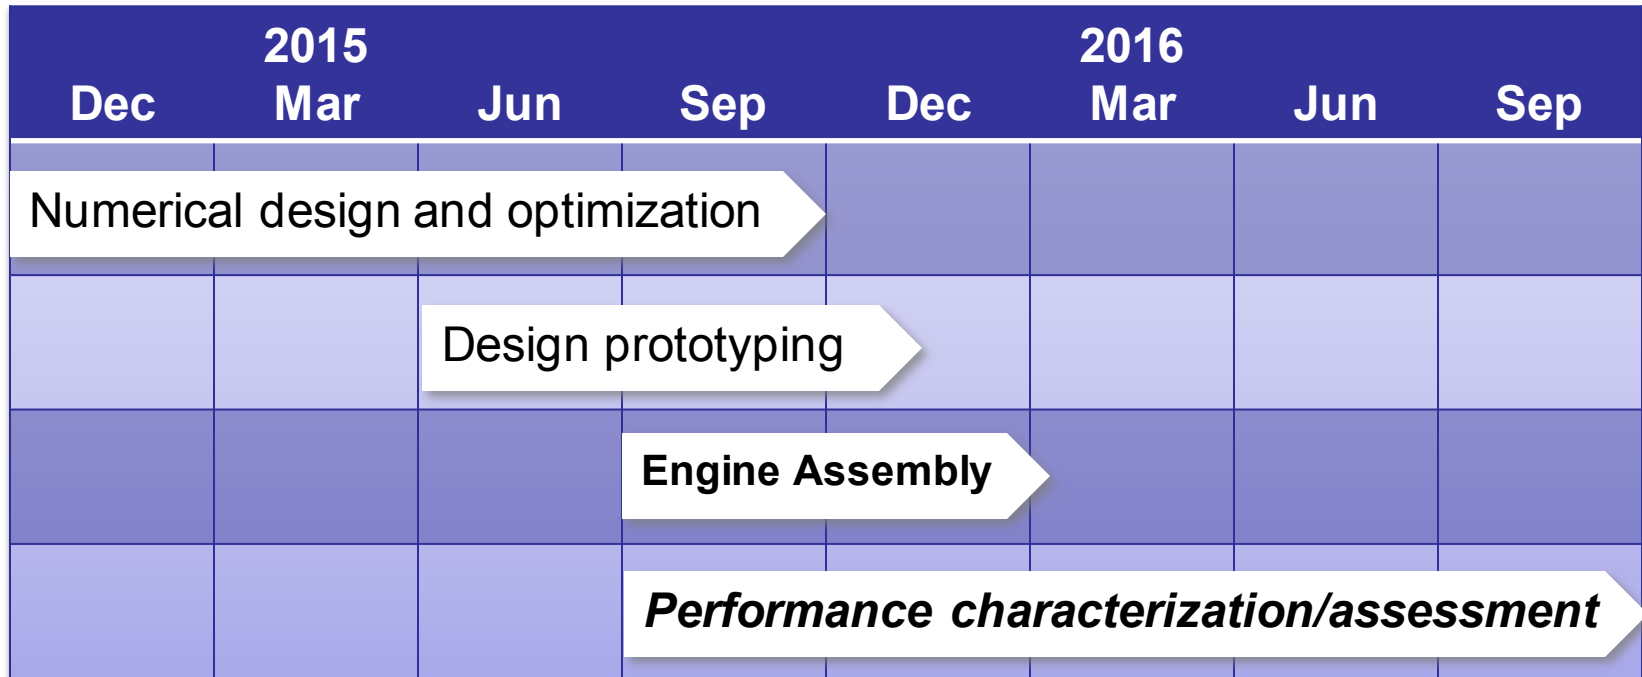 2015 2016
Dec Mar Jun Sep Dec Mar Jun Sep
Numerical design and optimization
Design prototyping
Engine Assembly
Performance characterization/assessment